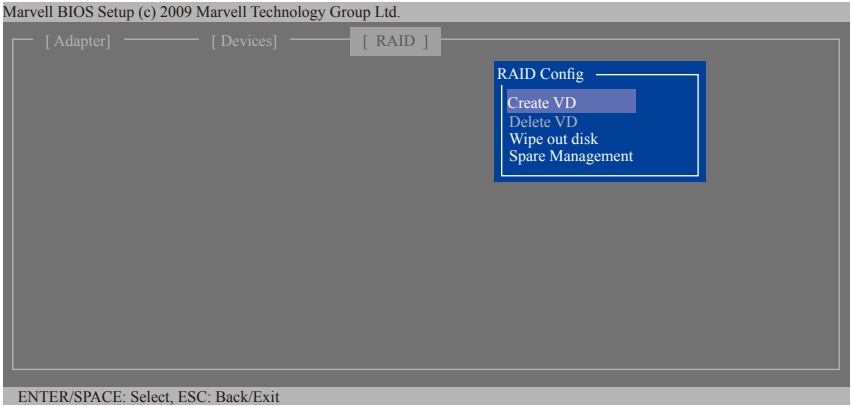 Marvell BIOS Setup (c) 2009 Marvell Technology Group Ltd.
[ Adapter] [ Devices] [ RAID ]
RAID Config
Create VD
Delete VD
Wipe out disk
Spare Management
ENTER/SPACE: Select, ESC: Back/Exit